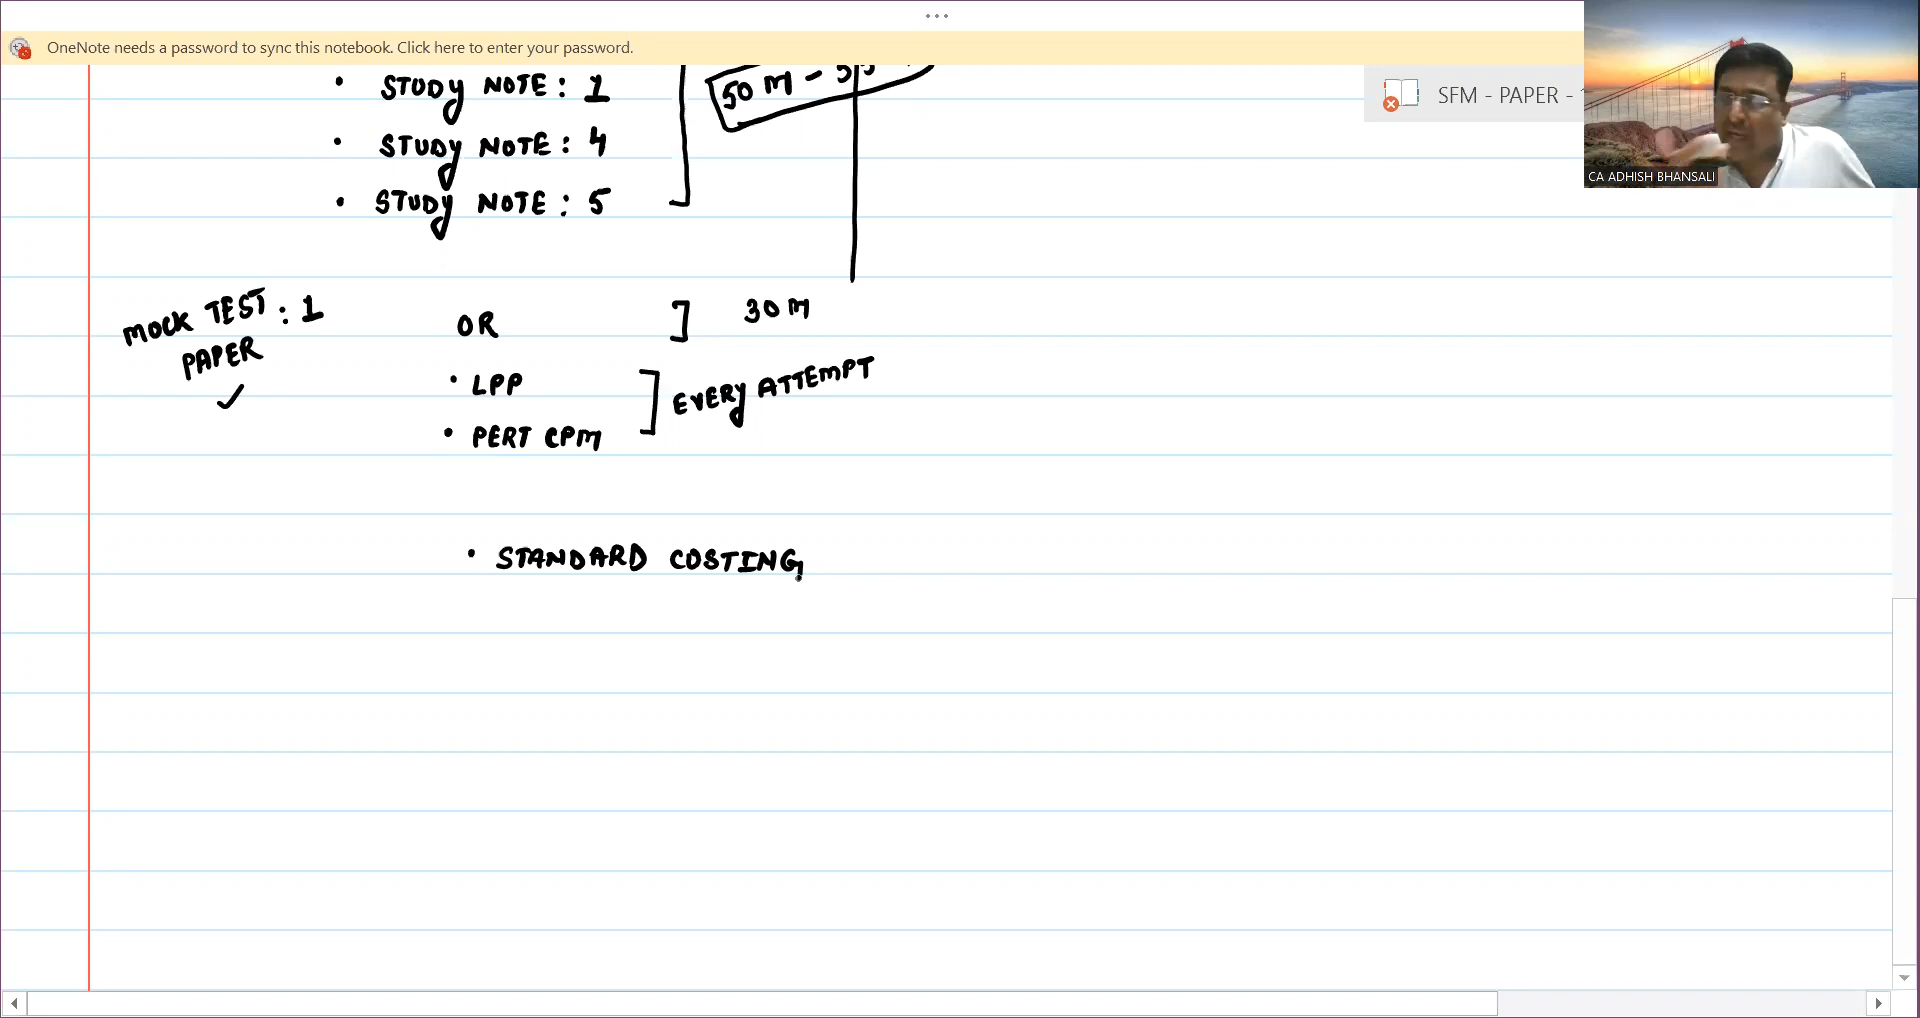 OneNote needs a password to sync this notebook. Click here to enter your password.
SFM - PAPER -
CA ADHISH BHANSALI
• STUDY NOTE : 1
50 M -
• STUDY NOTE : 4
• STUDY NOTE : 5
MOCK TEST : 1
PAPER
OR ] 30 M
• LPP
• PERT CPM
] EVERY ATTEMPT
• STANDARD COSTING